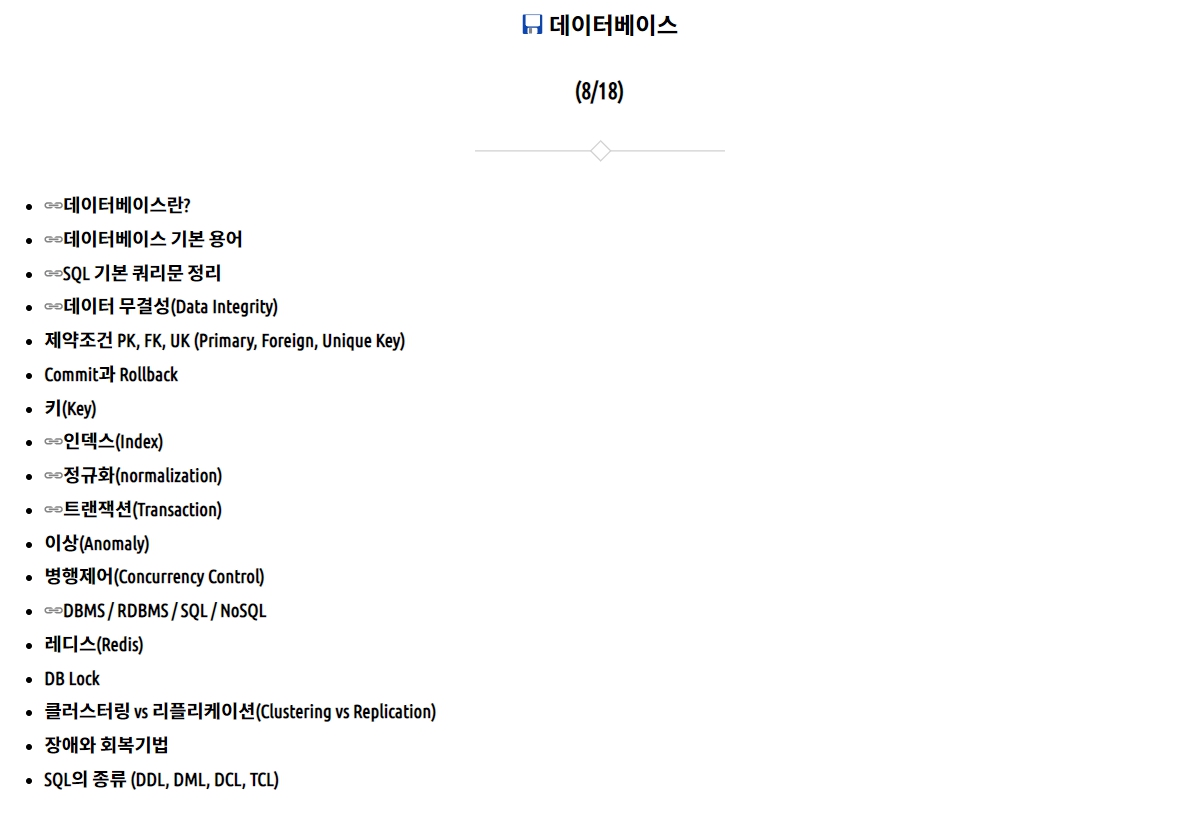 💾 데이터베이스
(8/18)
🔗데이터베이스란?
🔗데이터베이스 기본 용어
🔗SQL 기본 쿼리문 정리
🔗데이터 무결성(Data Integrity)
제약조건 PK, FK, UK (Primary, Foreign, Unique Key)
Commit과 Rollback
키(Key)
🔗인덱스(Index)
🔗정규화(normalization)
🔗트랜잭션(Transaction)
이상(Anomaly)
병행제어(Concurrency Control)
🔗DBMS / RDBMS / SQL / NoSQL
레디스(Redis)
DB Lock
클러스터링 vs 리플리케이션(Clustering vs Replication)
장애와 회복기법
SQL의 종류 (DDL, DML, DCL, TCL)